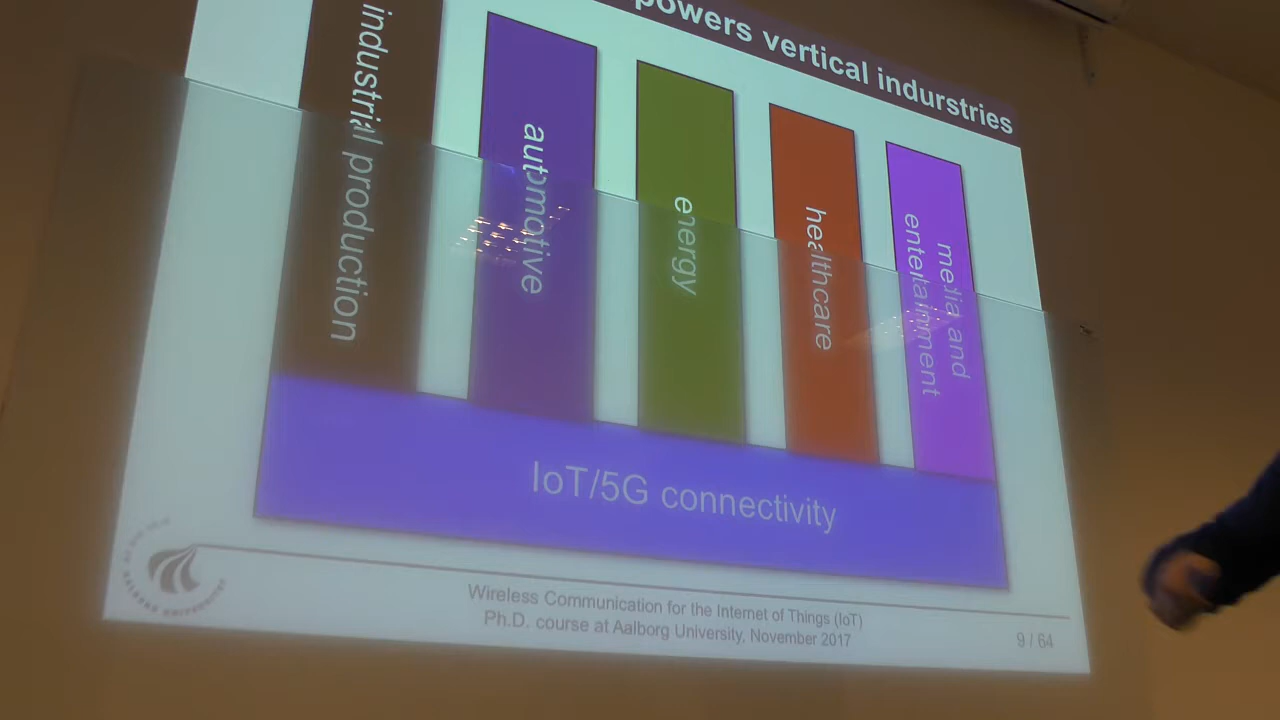 powers vertical indurstries
industrial production
automotive
energy
healthcare
media and
entertainment
IoT/5G connectivity
Wireless Communication for the Internet of Things (IoT)
Ph.D. course at Aalborg University, November 2017
9 / 64